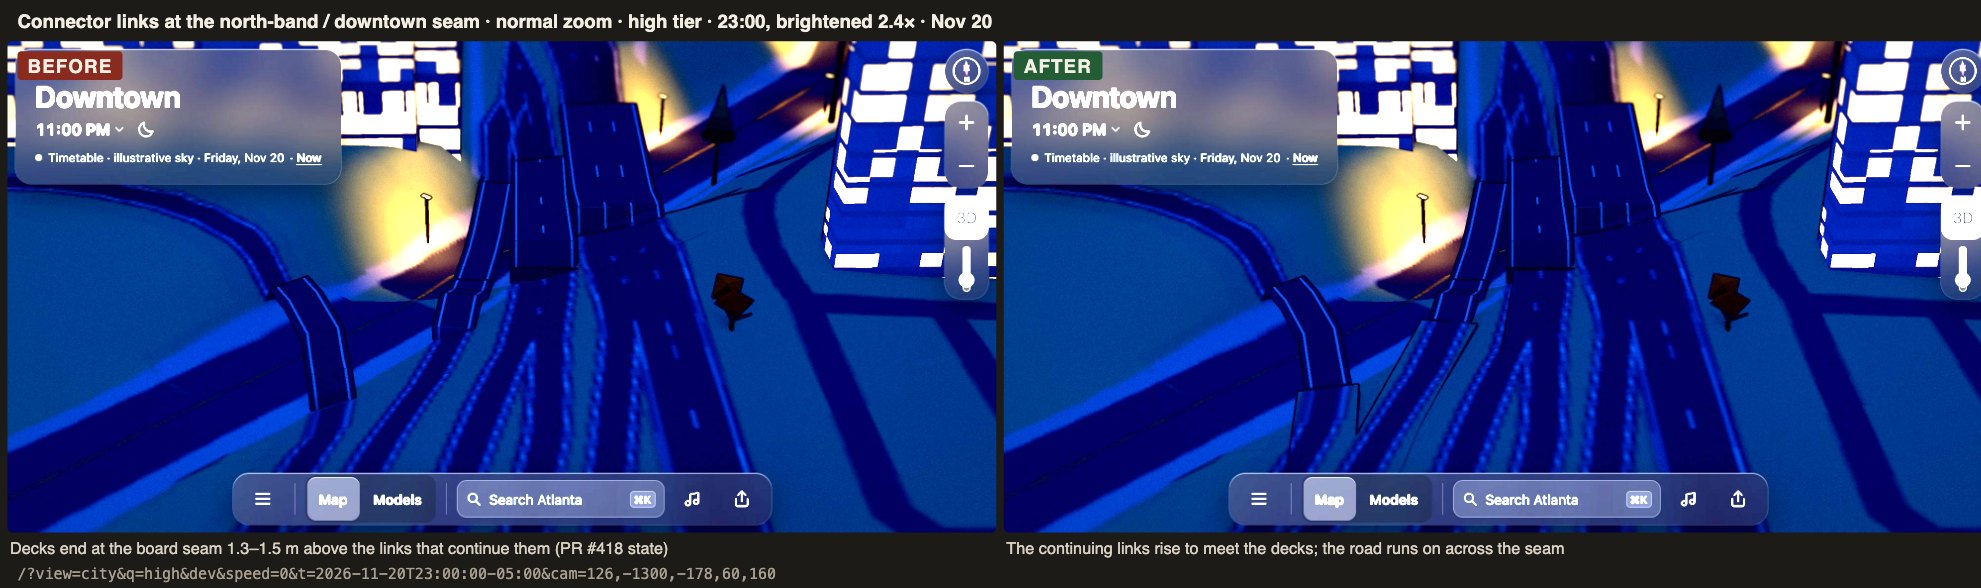 Connector links at the north-band / downtown seam · normal zoom · high tier · 23:00, brightened 2.4× · Nov 20
BEFORE
Downtown
11:00 PM
Timetable · illustrative sky · Friday, Nov 20 · Now
3D
Map
Models
Search Atlanta
⌘K
AFTER
Downtown
11:00 PM
Timetable · illustrative sky · Friday, Nov 20 · Now
3D
Map
Models
Search Atlanta
⌘K
Decks end at the board seam 1.3–1.5 m above the links that continue them (PR #418 state)
The continuing links rise to meet the decks; the road runs on across the seam
/?view=city&q=high&dev&speed=0&t=2026-11-20T23:00:00-05:00&cam=126,-1300,-178,60,160